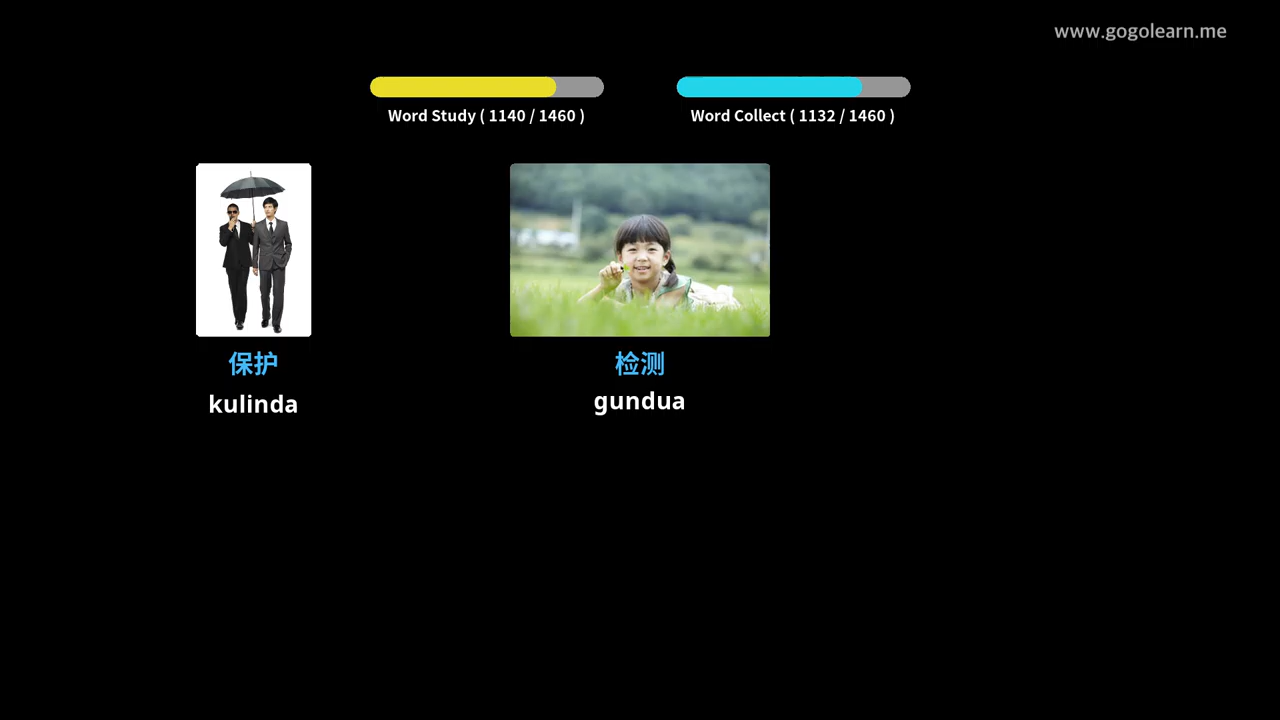 www.gogolearn.me
Word Study ( 1140 / 1460 )
Word Collect ( 1132 / 1460 )
保护
kulinda
检测
gundua